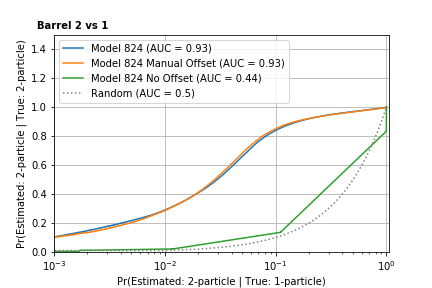 Barrel 2 vs 1
Pr(Estimated: 2-particle | True: 2-particle)
1.4
1.2
1.0
0.8
0.6
0.4
0.2
0.0
Model 824 (AUC = 0.93)
Model 824 Manual Offset (AUC = 0.93)
Model 824 No Offset (AUC = 0.44)
Random (AUC = 0.5)
10⁻³ 10⁻² 10⁻¹ 10⁰
Pr(Estimated: 2-particle | True: 1-particle)